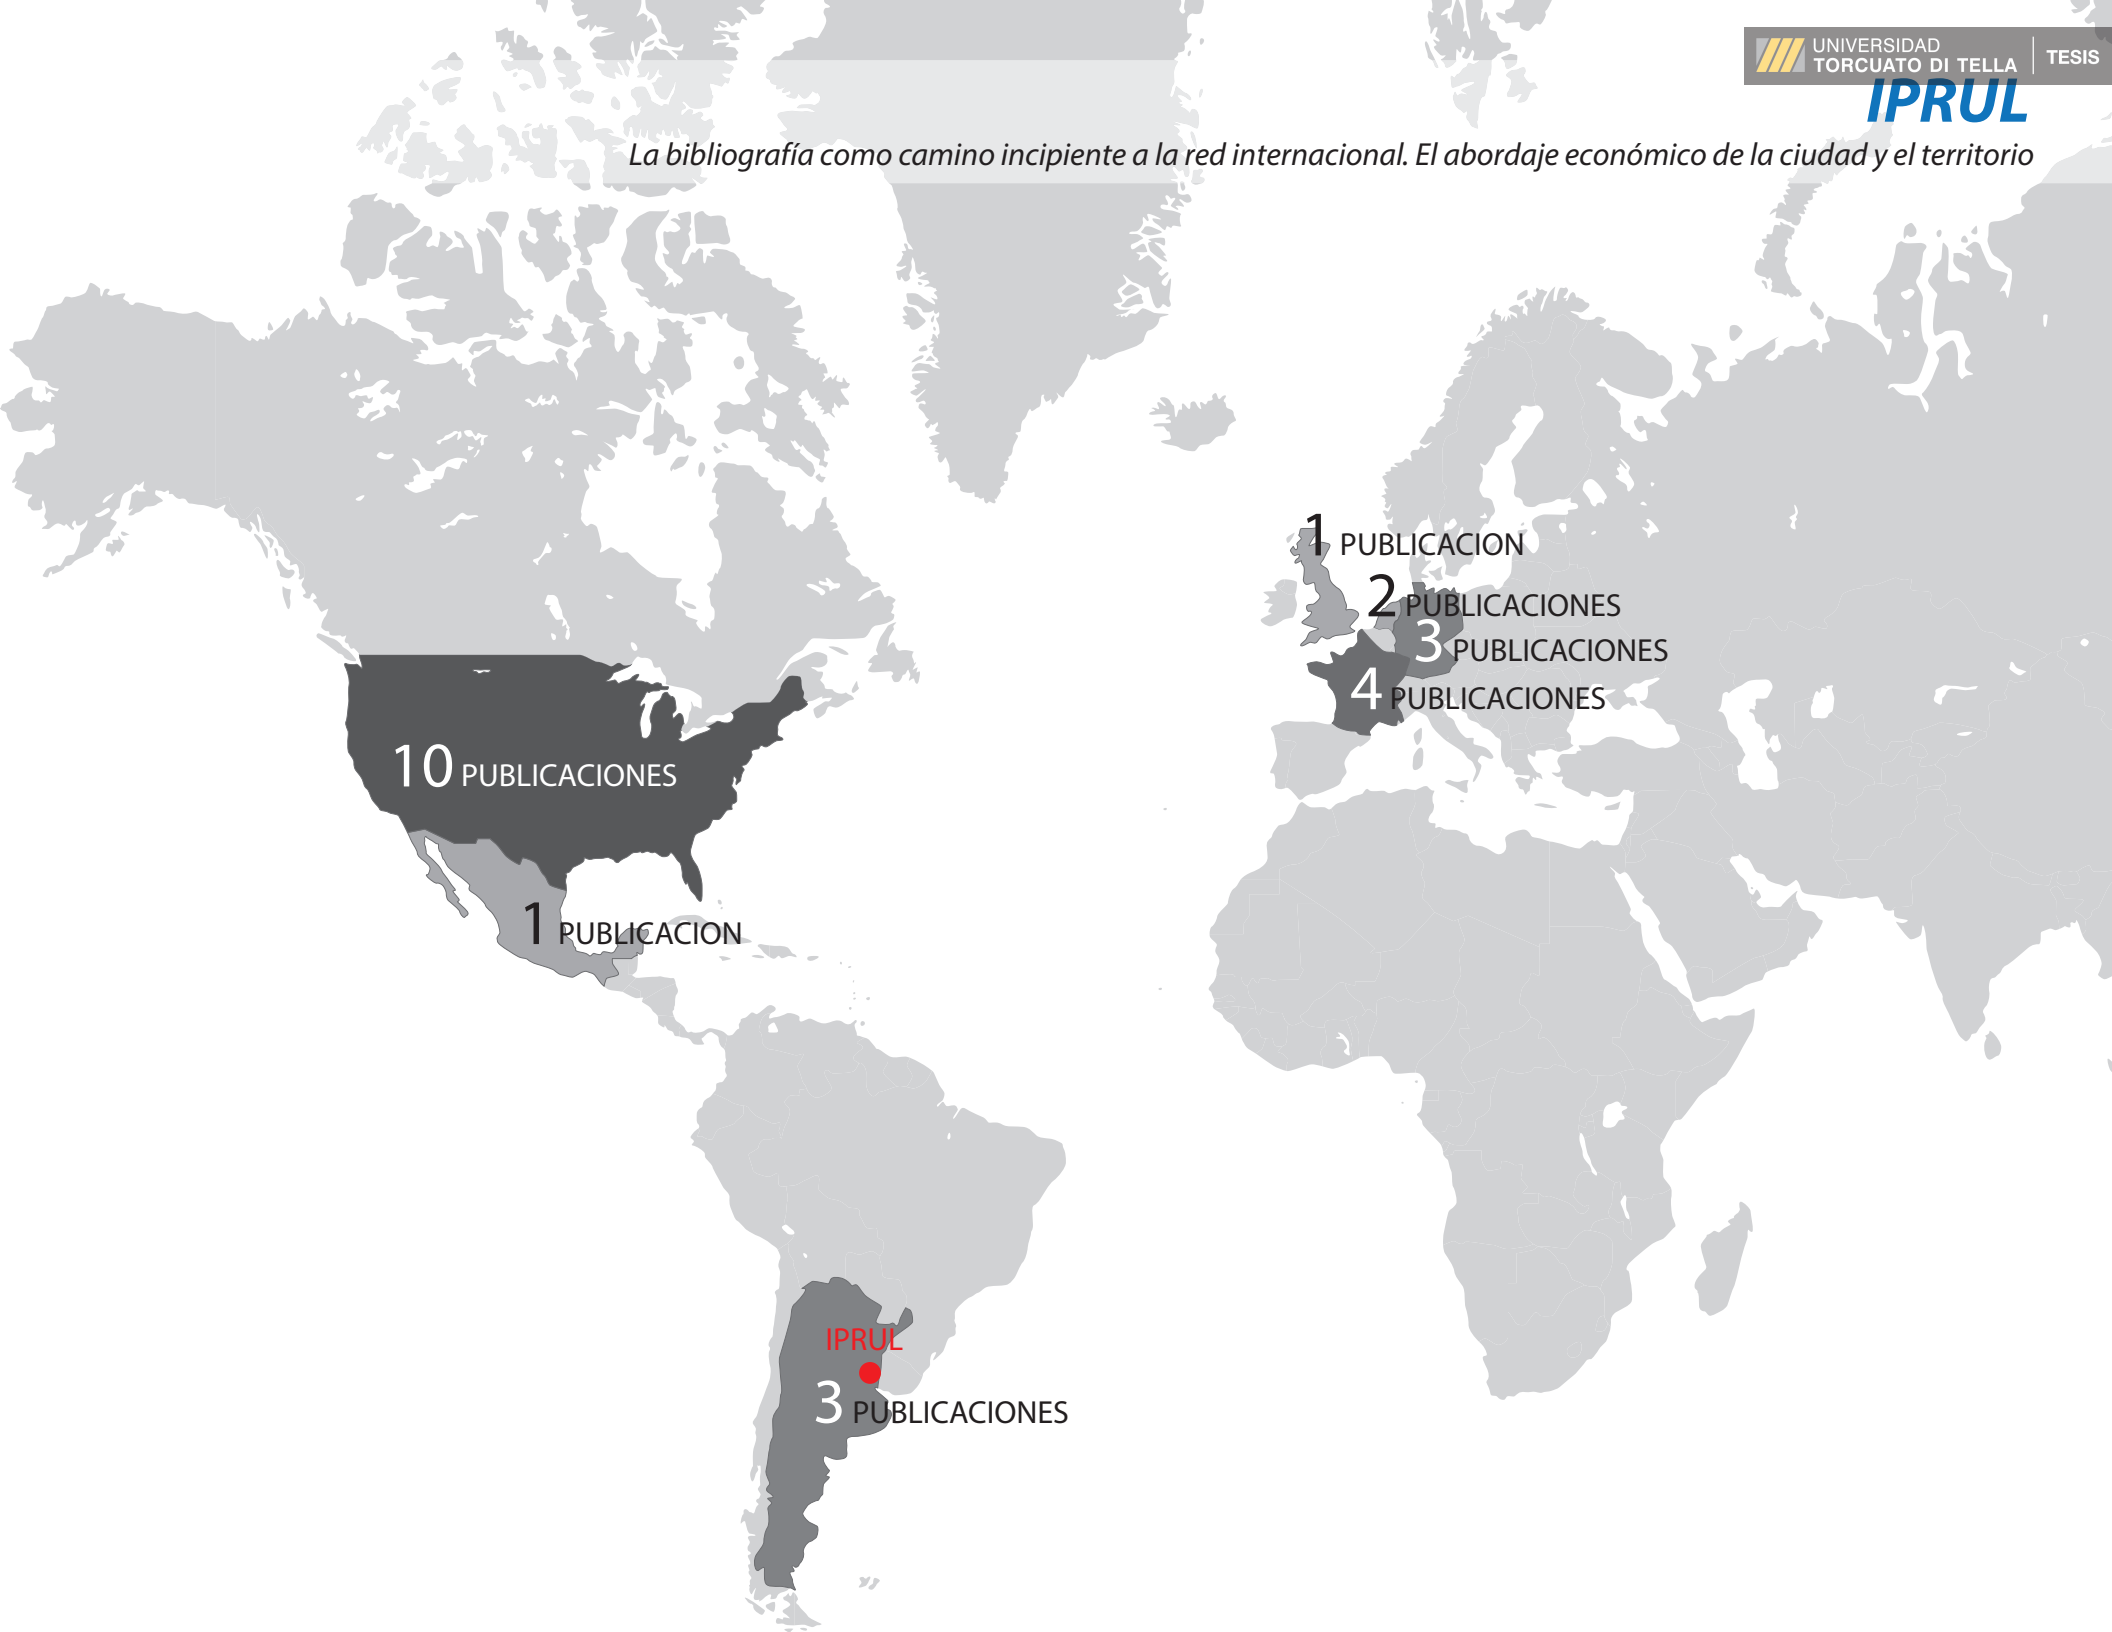 UNIVERSIDAD
TORCUATO DI TELLA
TESIS
IPRUL
La bibliografía como camino incipiente a la red internacional. El abordaje económico de la ciudad y el territorio
1 PUBLICACION
2 PUBLICACIONES
3 PUBLICACIONES
4 PUBLICACIONES
10 PUBLICACIONES
1 PUBLICACION
IPRUL
3 PUBLICACIONES